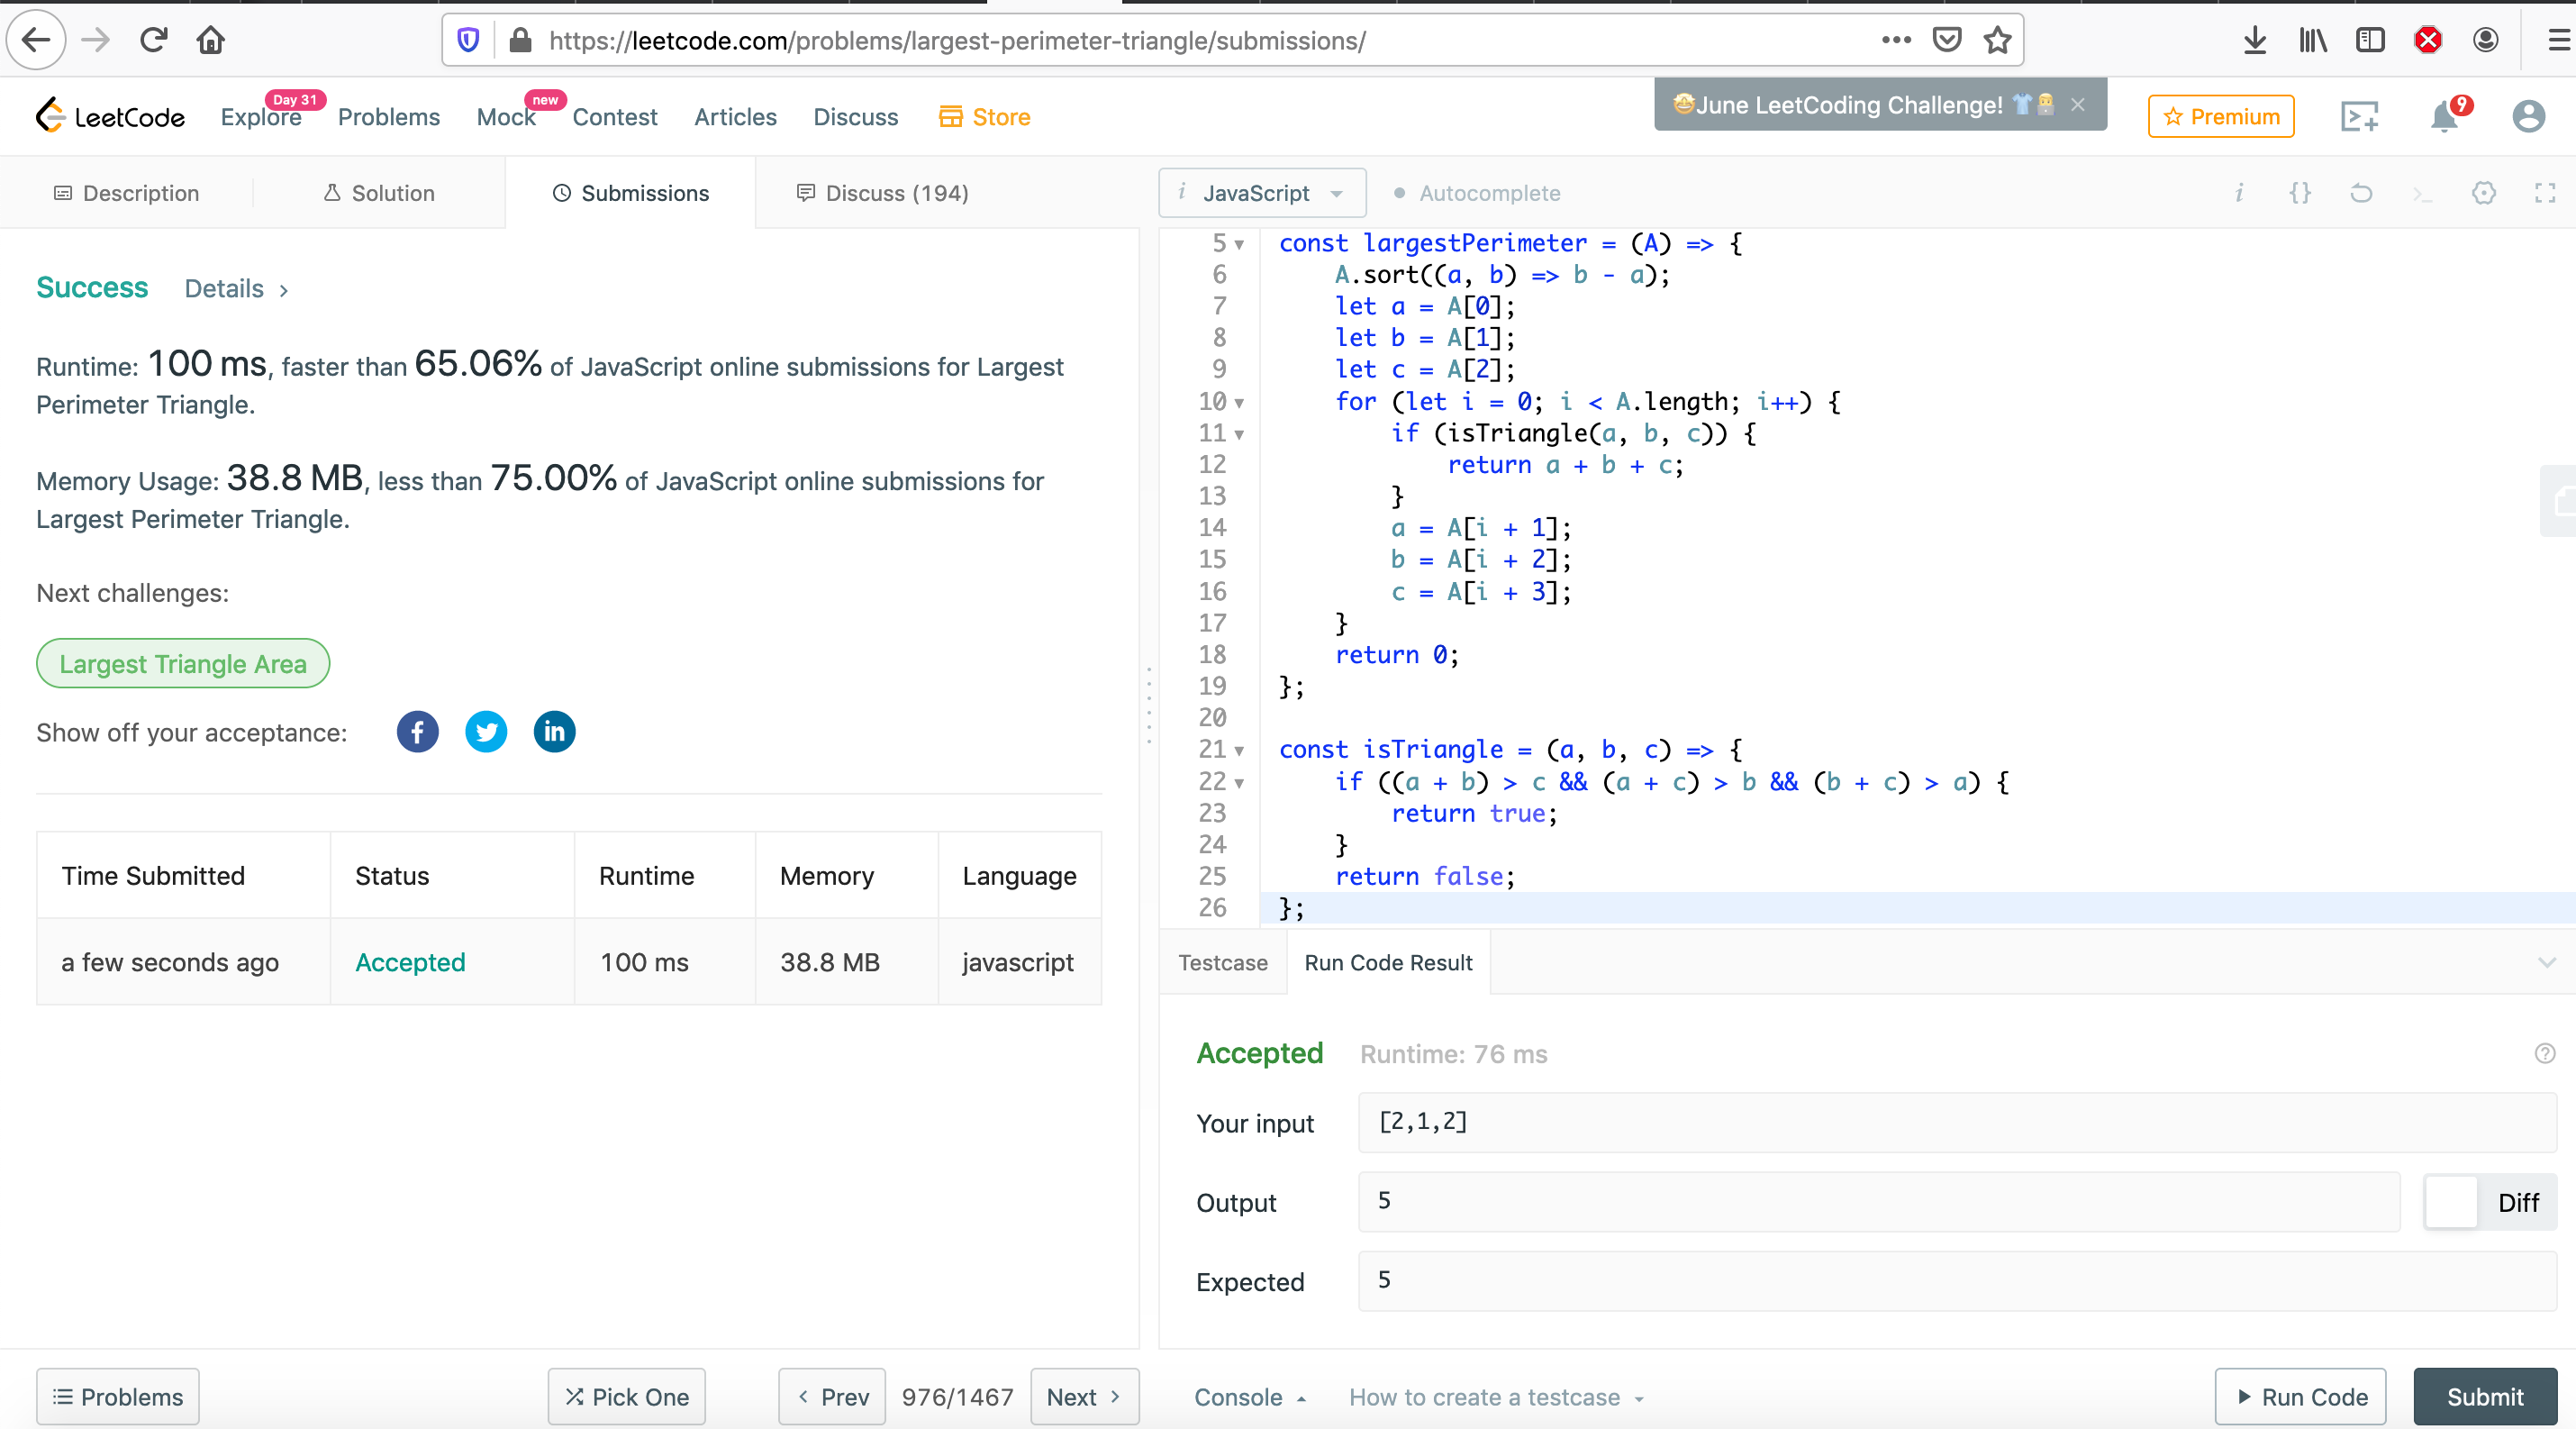 https://leetcode.com/problems/largest-perimeter-triangle/submissions/
LeetCode
Explore
Day 31
Problems
Mock
new
Contest
Articles
Discuss
Store
🤩June LeetCoding Challenge!
Premium
9
Description
Solution
Submissions
Discuss (194)
i JavaScript
Autocomplete
Success Details
Runtime: 100 ms, faster than 65.06% of JavaScript online submissions for Largest
Perimeter Triangle.
Memory Usage: 38.8 MB, less than 75.00% of JavaScript online submissions for
Largest Perimeter Triangle.
Next challenges:
Largest Triangle Area
Show off your acceptance:
Time Submitted Status Runtime Memory Language
a few seconds ago Accepted 100 ms 38.8 MB javascript
5 const largestPerimeter = (A) => {
6 A.sort((a, b) => b - a);
7 let a = A[0];
8 let b = A[1];
9 let c = A[2];
10 for (let i = 0; i < A.length; i++) {
11 if (isTriangle(a, b, c)) {
12 return a + b + c;
13 }
14 a = A[i + 1];
15 b = A[i + 2];
16 c = A[i + 3];
17 }
18 return 0;
19 };
20
21 const isTriangle = (a, b, c) => {
22 if ((a + b) > c && (a + c) > b && (b + c) > a) {
23 return true;
24 }
25 return false;
26 };
Testcase Run Code Result
Accepted Runtime: 76 ms
Your input [2,1,2]
Output 5 Diff
Expected 5
Problems Pick One Prev 976/1467 Next Console How to create a testcase Run Code Submit